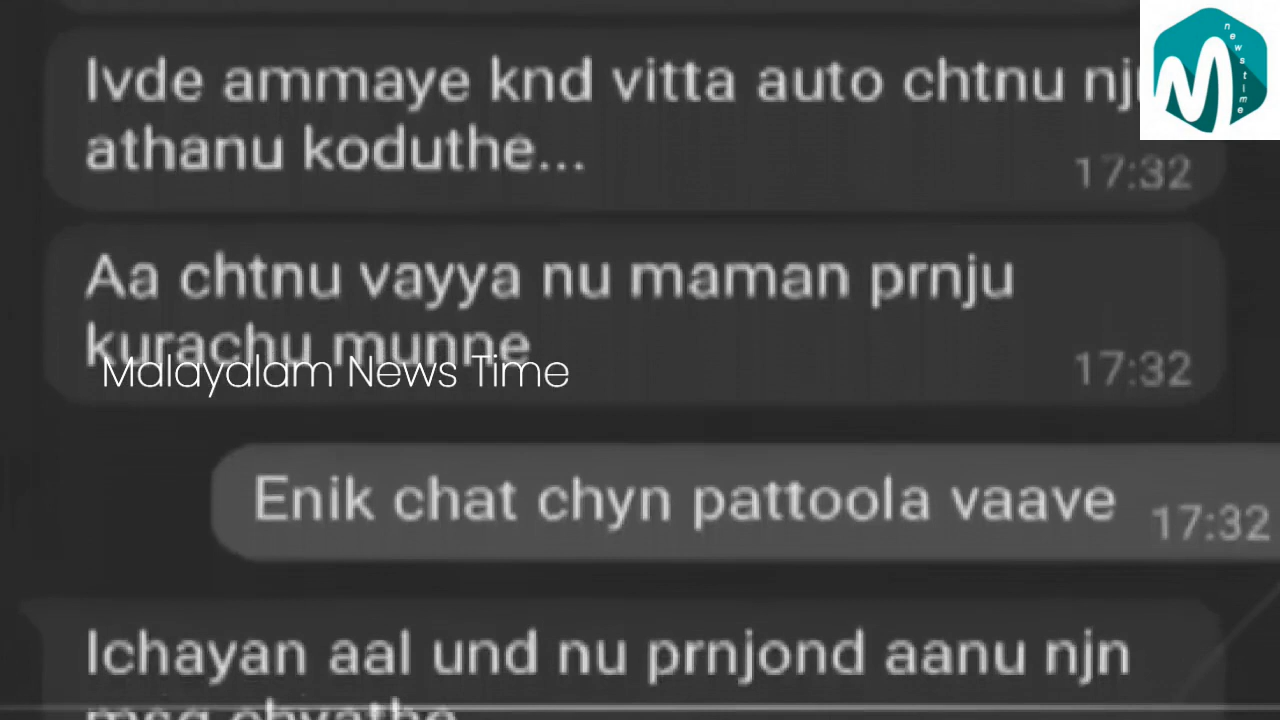 Ivde ammaye knd vitta auto chtnu
athanu koduthe...
17:32
Aa chtnu vayya nu maman prnju
kurachu munne
17:32
Malayalam News Time
Enik chat chyn pattoola vaave
17:32
Ichayan aal und nu prnjond aanu njn
M newstime